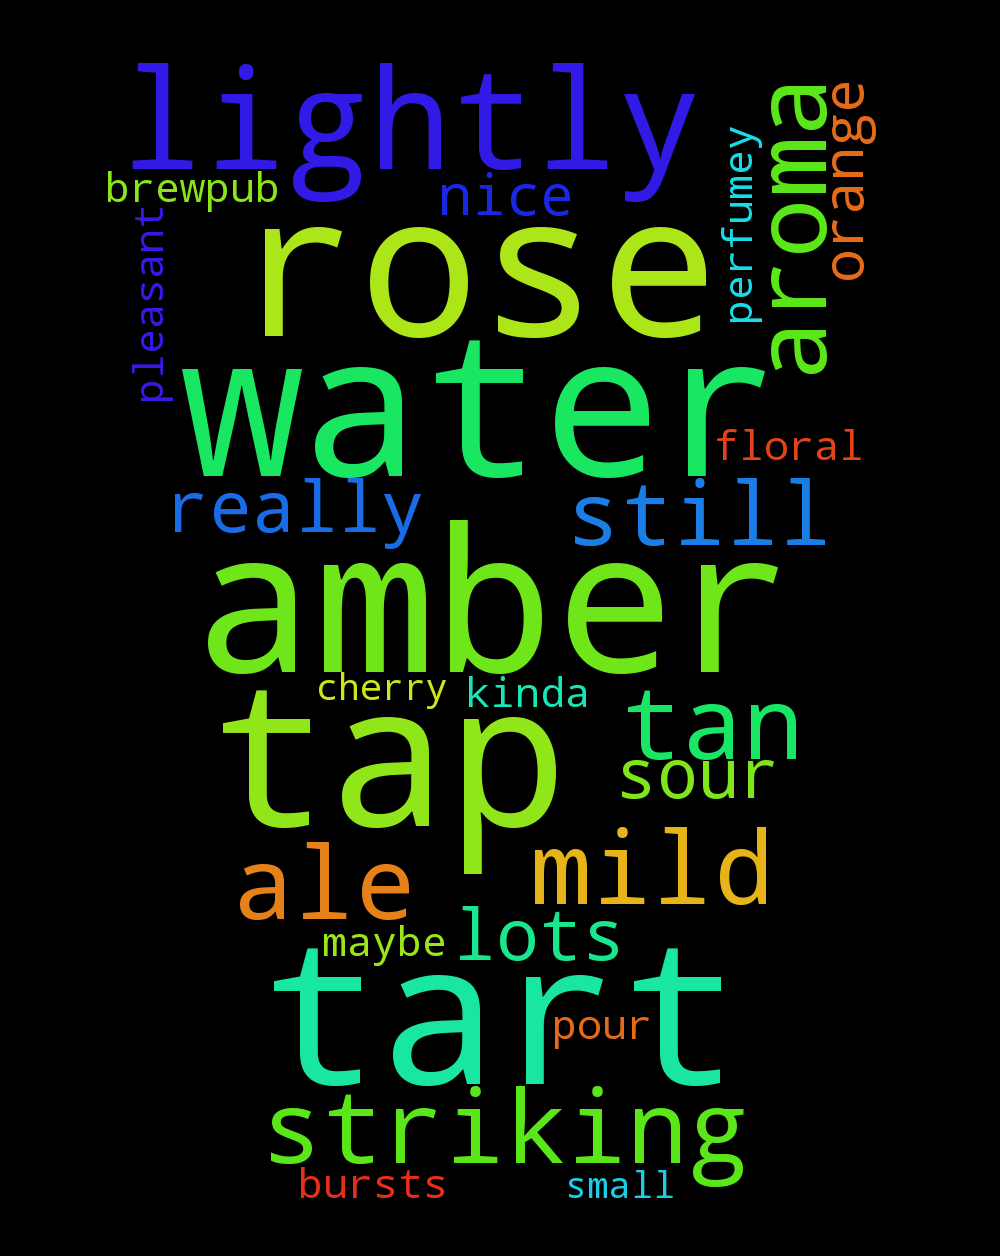 lightly
brewpub
nice
perfumey
aroma
orange
pleasant
rose
water
floral
really
still
amber
cherry
kinda
tap
tan
sour
ale
mild
maybe
lots
tart
pour
striking
bursts
small